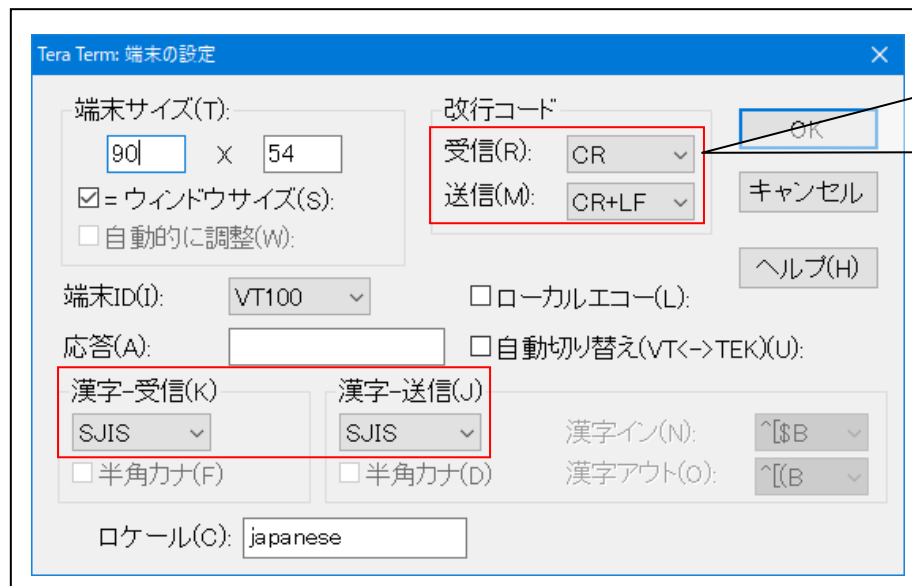 Tera Term: 端末の設定
端末サイズ(T):
90 X 54
= ウィンドウサイズ(S):
自動的に調整(W):
改行コード
受信(R): CR
送信(M): CR+LF
OK
キャンセル
ヘルプ(H)
端末ID(I): VT100
ローカルエコー(L):
応答(A):
自動切り替え(VT<->TEK)(U):
漢字-受信(K)
SJIS
半角カナ(F)
漢字-送信(J)
SJIS
半角カナ(D)
漢字イン(N): ^[$B
漢字アウト(O): ^[(B
ロケール(C): japanese